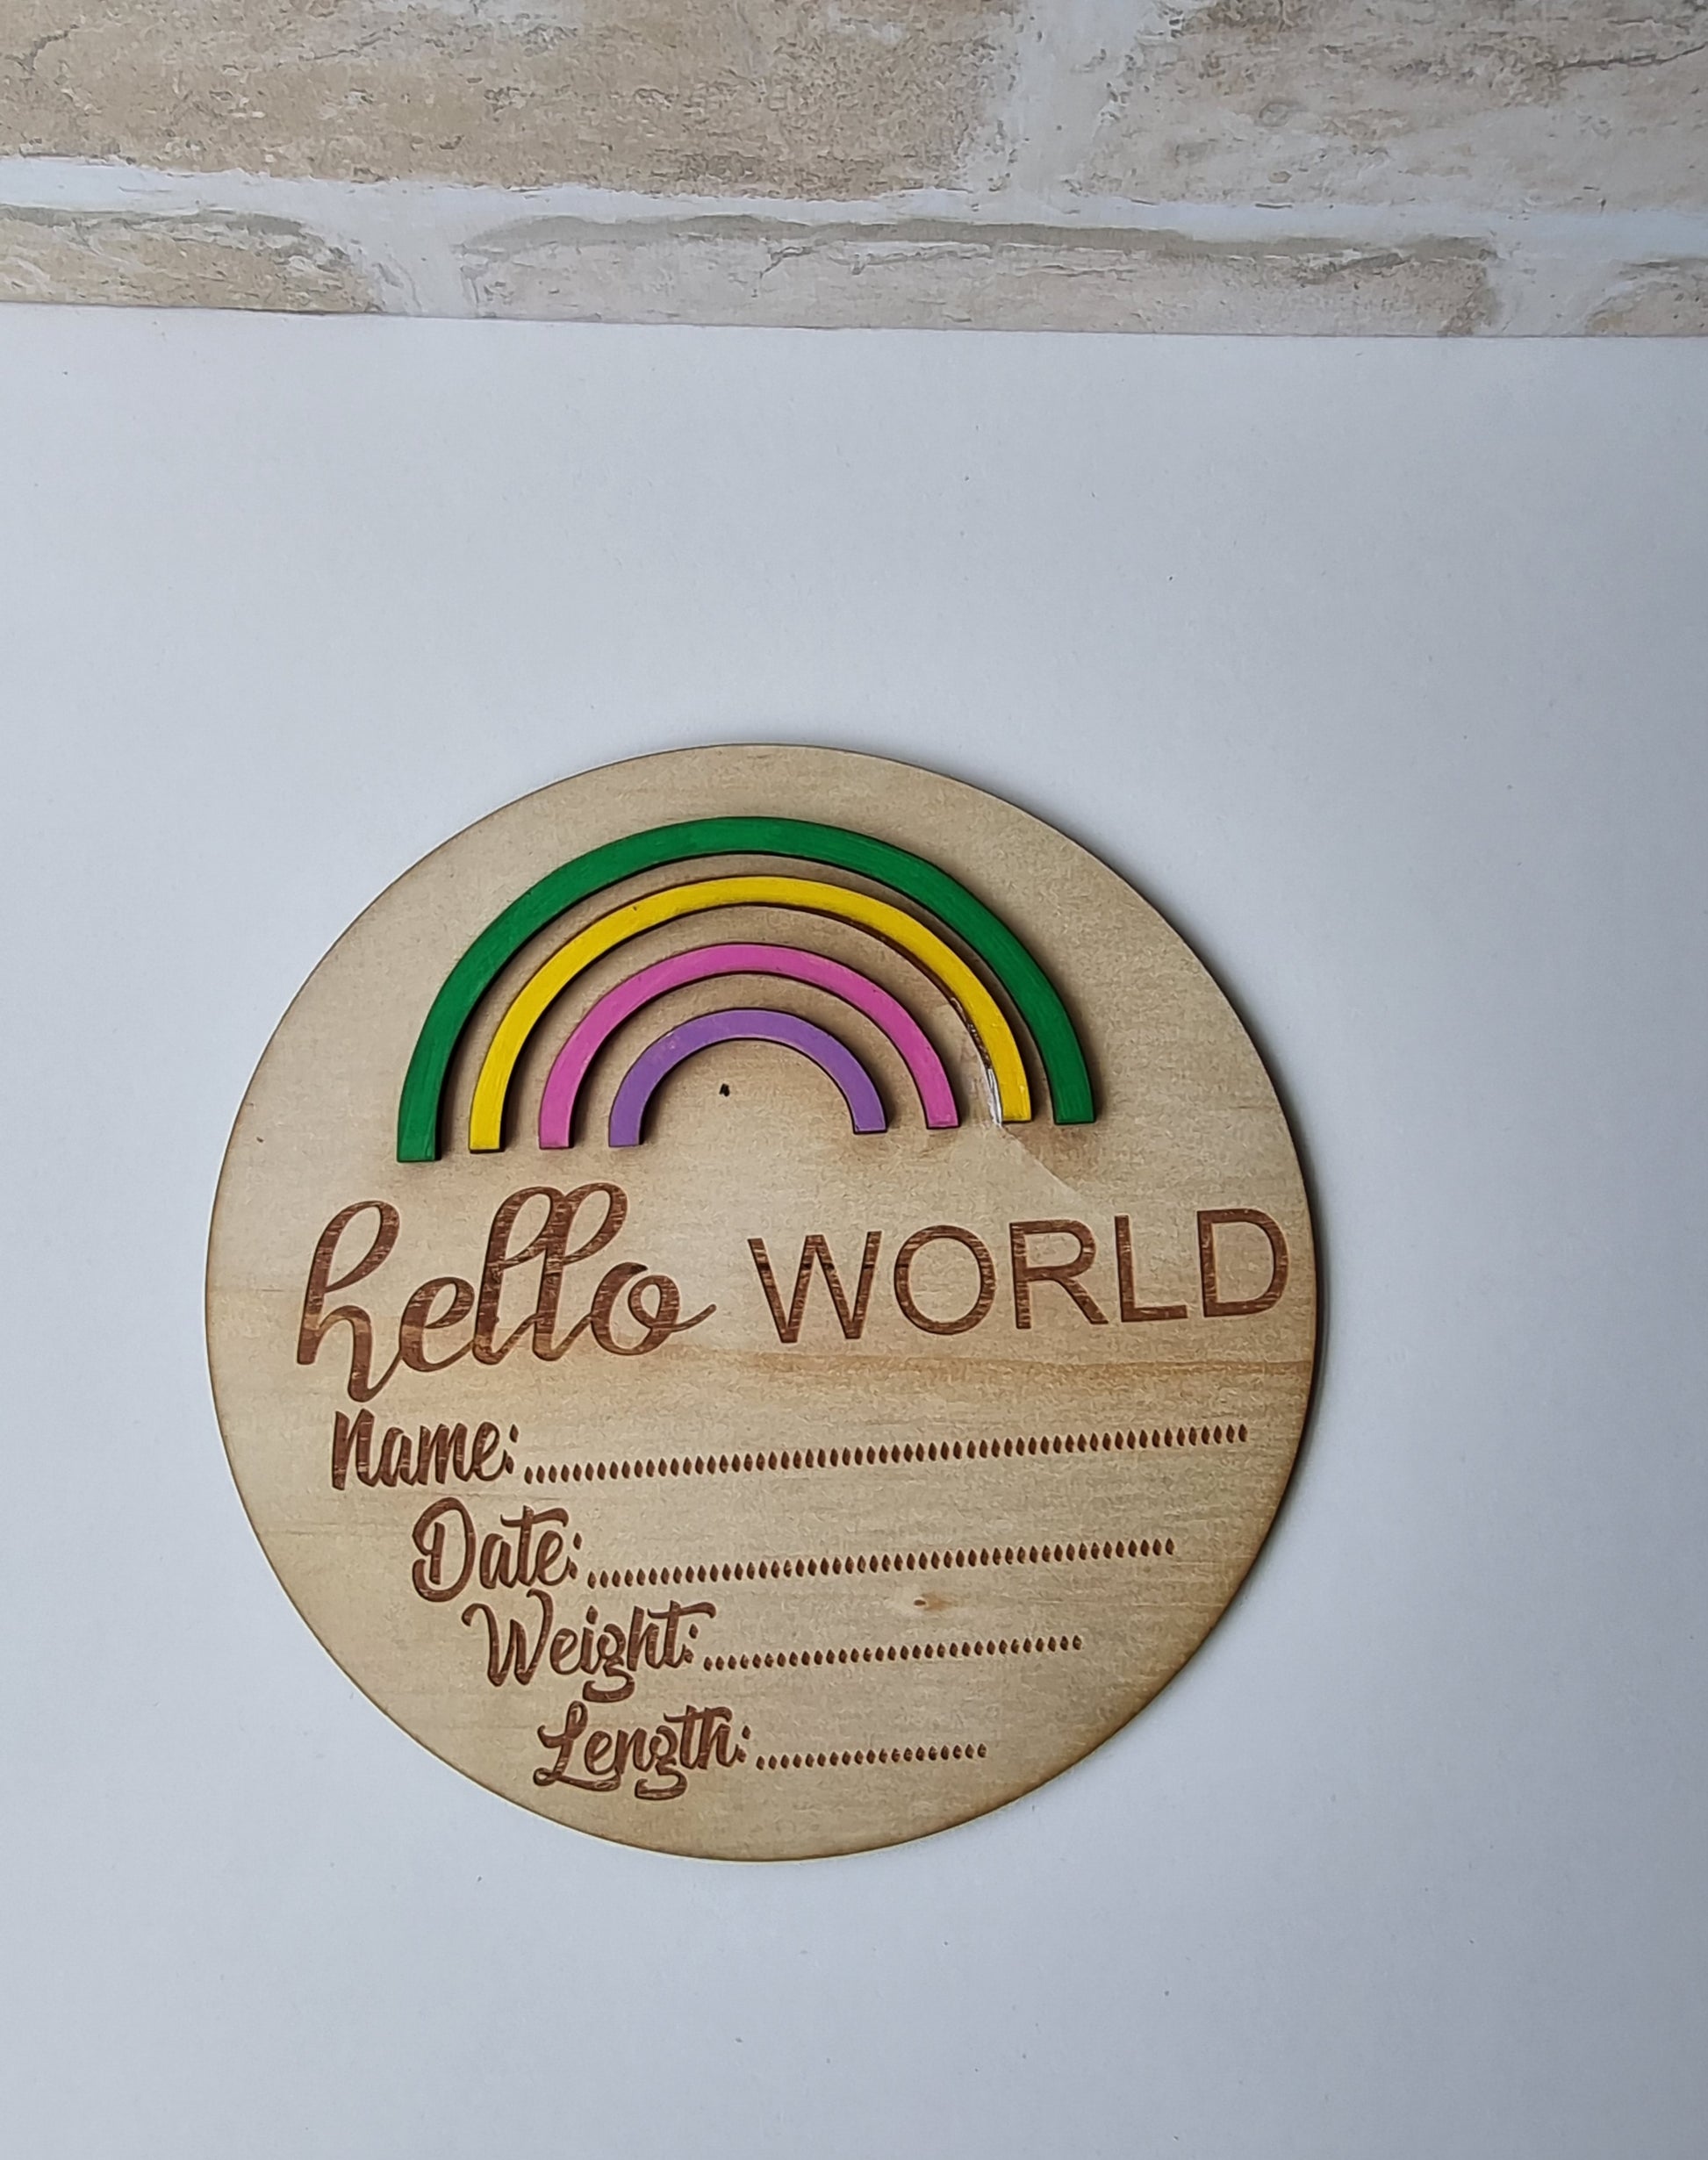 hello WORLD
Name:............................................................
Date:.................................................
Weight:................................
Length:....................